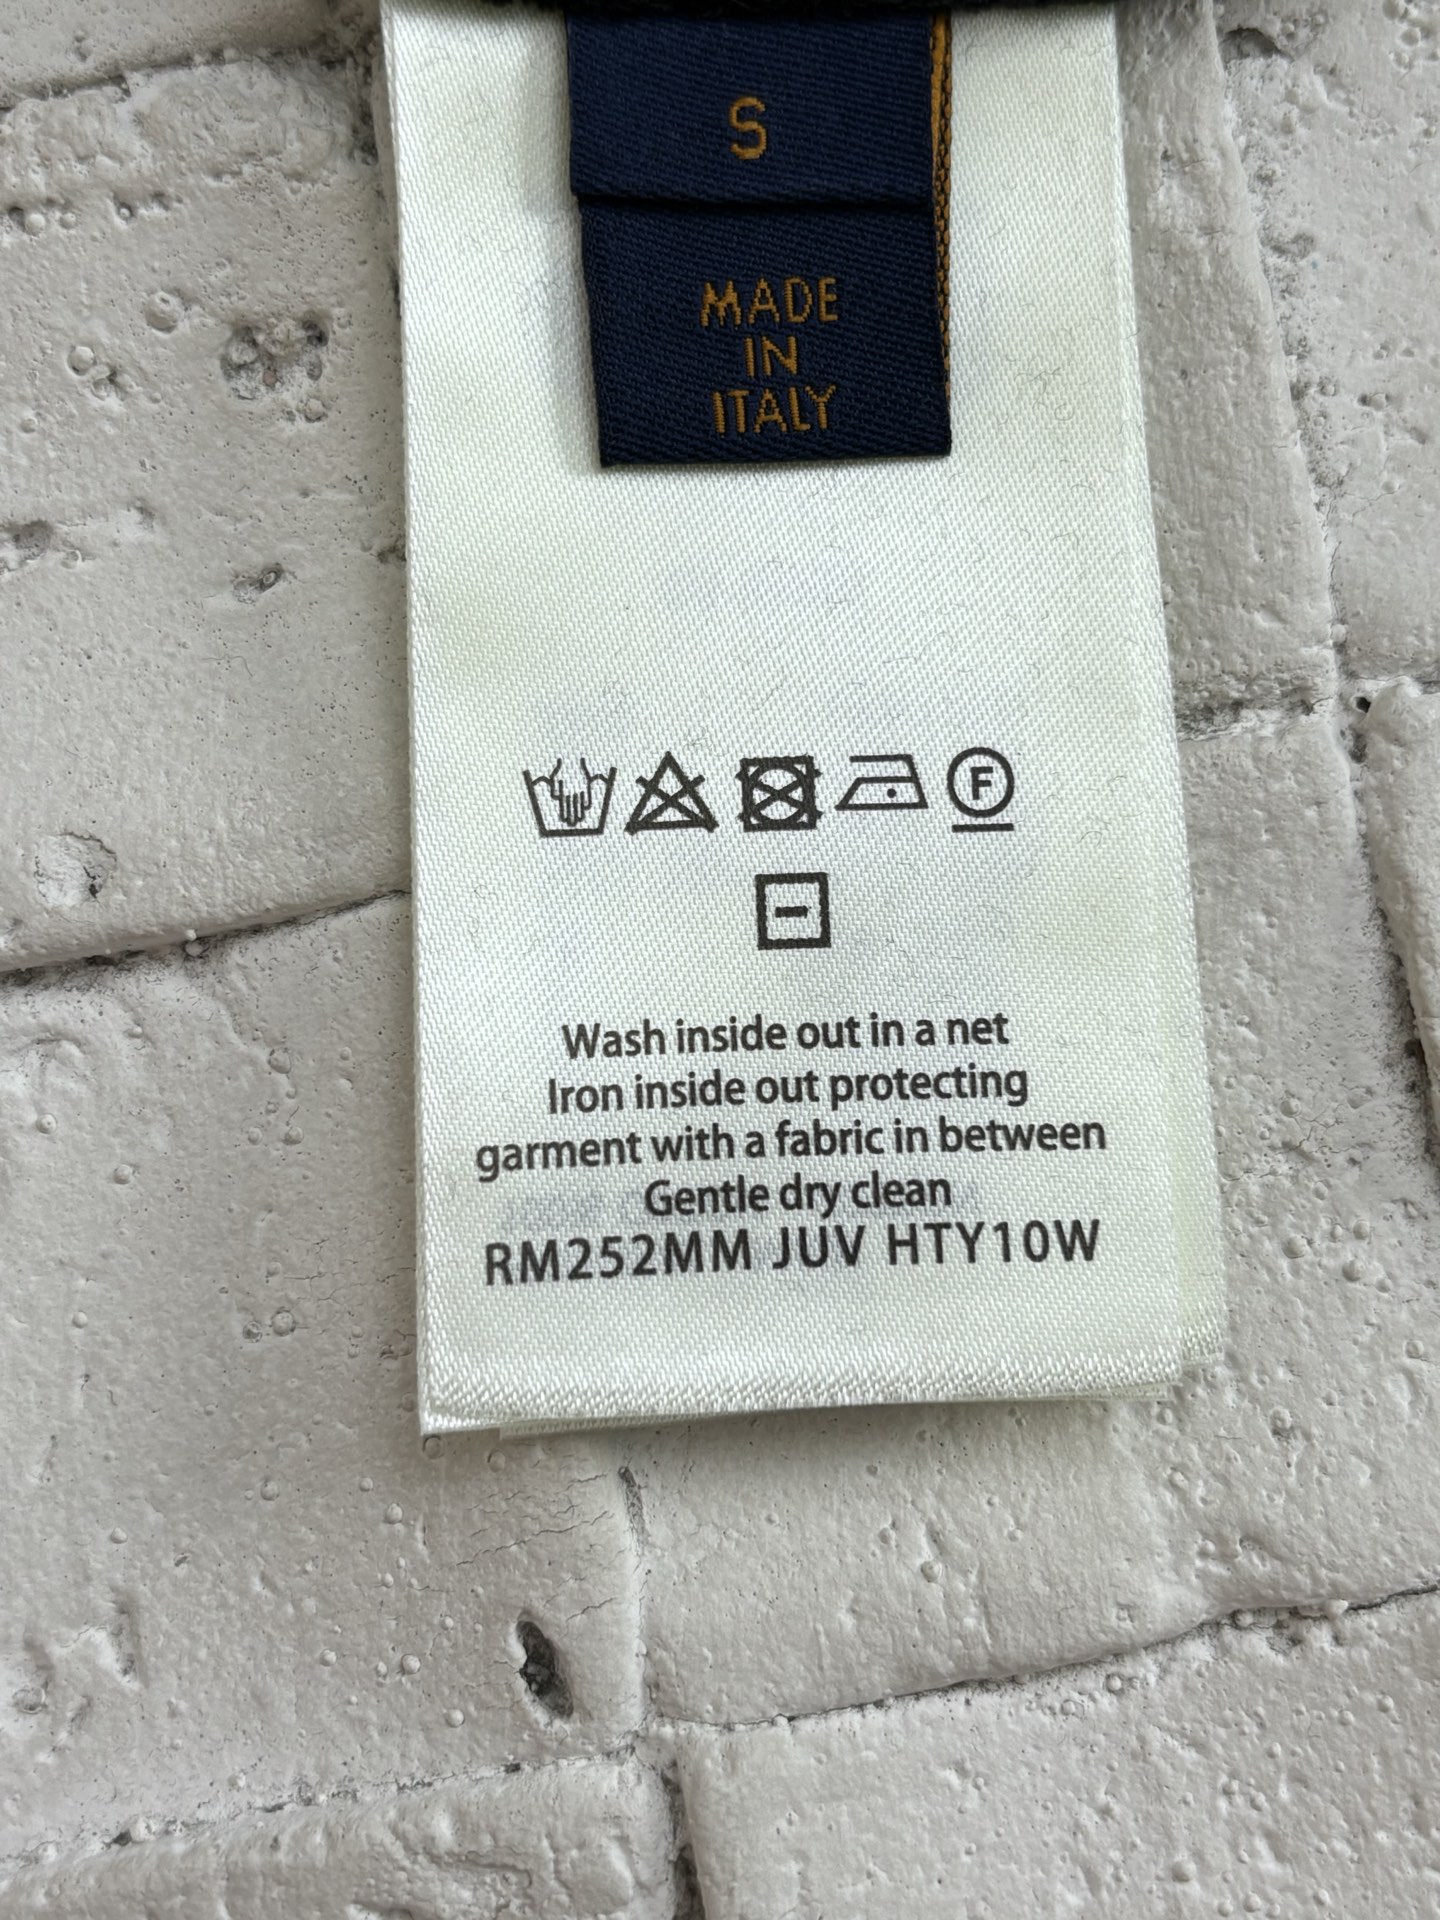 S
MADE
IN
ITALY
F
Wash inside out in a net
Iron inside out protecting
garment with a fabric in between
Gentle dry clean
RM252MM JUV HTY10W